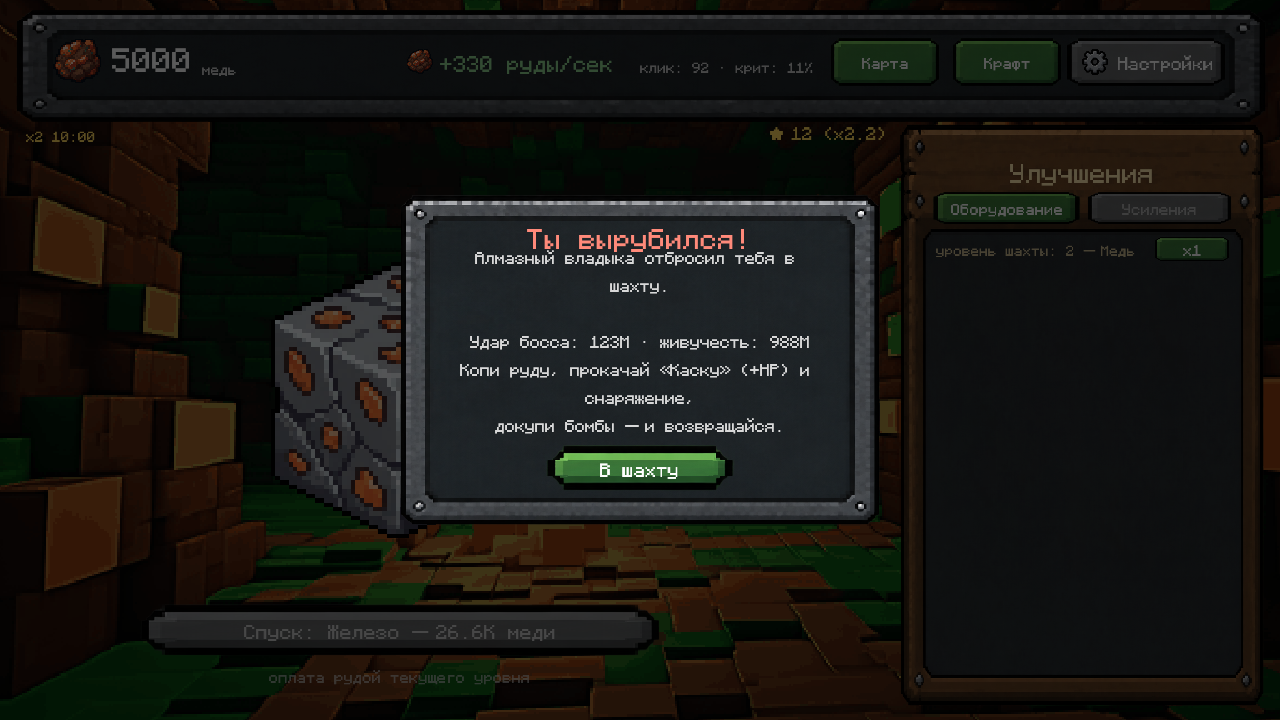 5000 медь
+330 руды/сек
клик: 92 · крит: 11%
Карта
Крафт
Настройки
x2 10:00
12 (x2.2)
Улучшения
Оборудование
Усиления
уровень шахты: 2 — Медь
x1
Ты вырубился!
Алмазный владыка отбросил тебя в
шахту.
Удар босса: 123M · живучесть: 988M
Копи руду, прокачай «Каску» (+HP) и
снаряжение,
докупи бомбы — и возвращайся.
В шахту
Спуск: Железо — 26.6K меди
оплата рудой текущего уровня